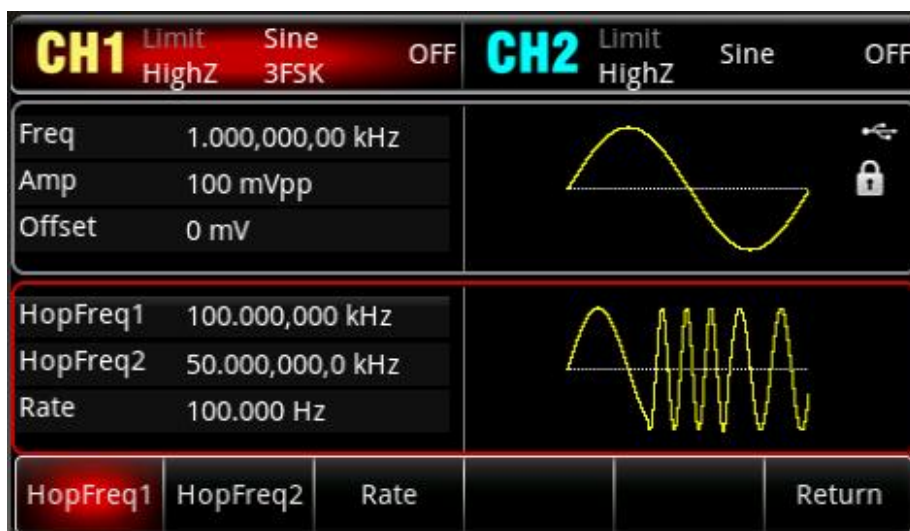 CH1 Limit Sine OFF CH2 Limit Sine OFF
HighZ 3FSK HighZ
Freq 1.000,000,00 kHz
Amp 100 mVpp
Offset 0 mV
HopFreq1 100.000,000 kHz
HopFreq2 50.000,000,0 kHz
Rate 100.000 Hz
HopFreq1 HopFreq2 Rate Return